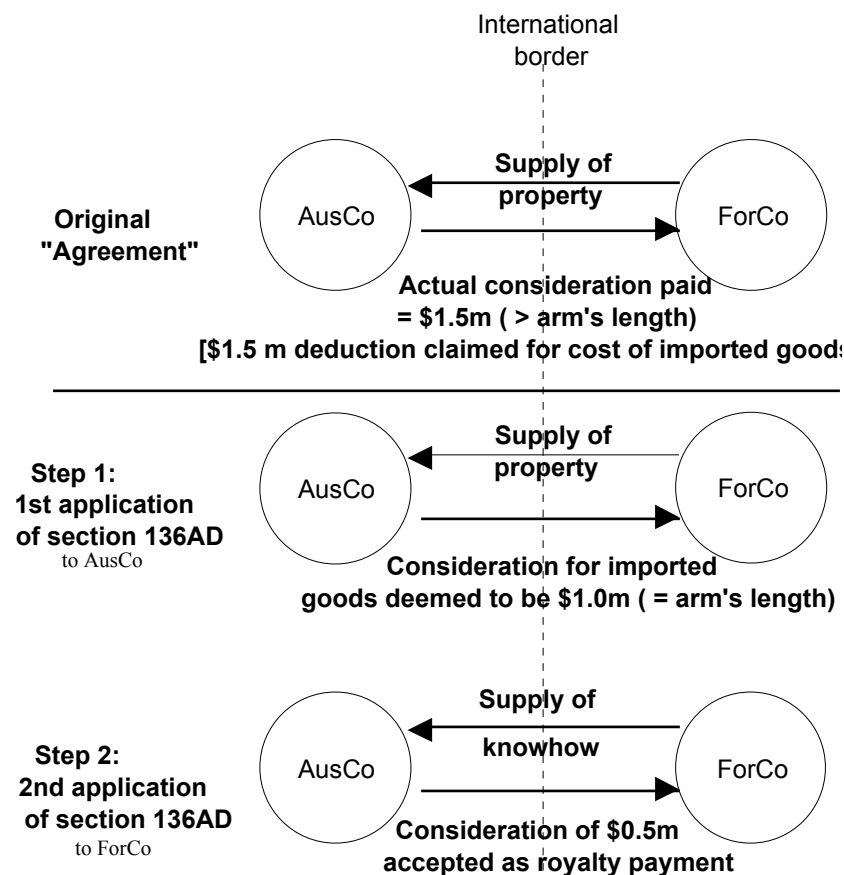 International
border
Supply of
property
AusCo
ForCo
Original
"Agreement"
Actual consideration paid
= $1.5m ( > arm's length)
[$1.5 m deduction claimed for cost of imported goods
Supply of
property
AusCo
ForCo
Step 1:
1st application
of section 136AD
to AusCo
Consideration for imported
goods deemed to be $1.0m ( = arm's length)
Supply of
knowhow
AusCo
ForCo
Step 2:
2nd application
of section 136AD
to ForCo
Consideration of $0.5m
accepted as royalty payment